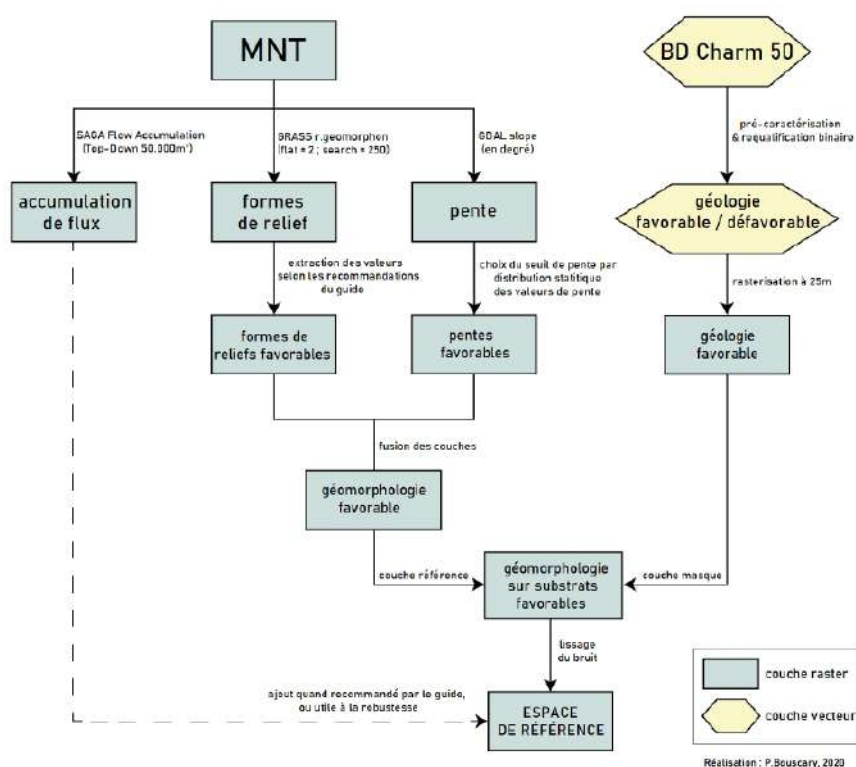 MNT
BD Charm 50
SAGA Flow Accumulation
(Top-Down 50.000m²)
GRASS r.geomorphon
(flat = 2 ; search = 250)
GDAL slope
(en degré)
pré-caractérisation
& requalification binaire
accumulation
de flux
formes
de relief
pente
géologie
favorable / défavorable
extraction des valeurs
selon les recommandations
du guide
choix du seuil de pente par
distribution statitique
des valeurs de pente
rasterisation à 25m
formes de
reliefs favorables
pentes
favorables
géologie
favorable
fusion des couches
géomorphologie
favorable
couche référence
géomorphologie
sur substrats
favorables
couche masque
lissage
du bruit
ajout quand recommandé par le guide,
ou utile à la robustesse
ESPACE
DE RÉFÉRENCE
couche raster
couche vecteur
Réalisation : P.Bouscary, 2020